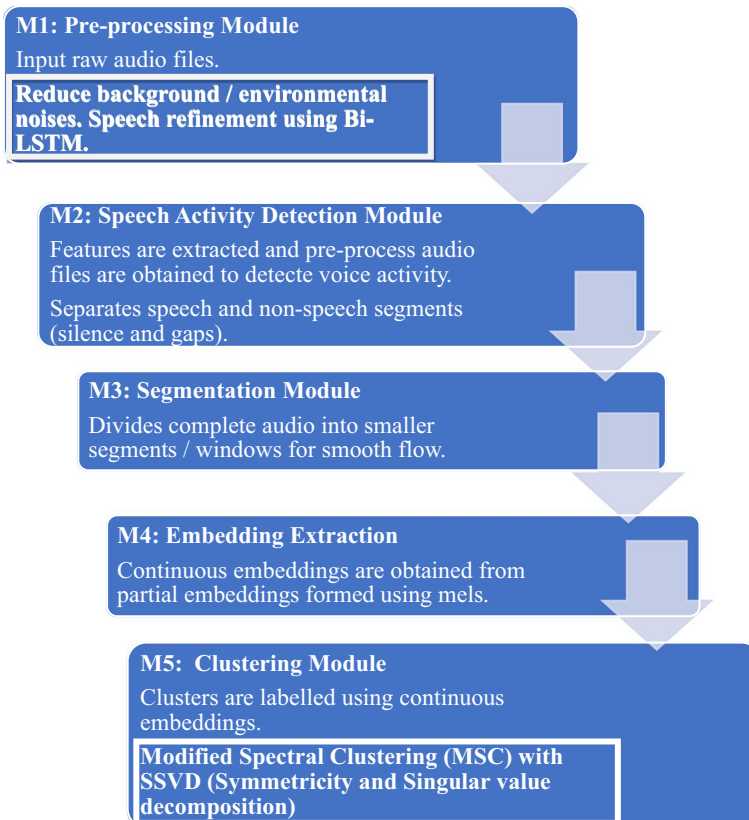 M1: Pre-processing Module
Input raw audio files.
Reduce background / environmental
noises. Speech refinement using Bi-
LSTM.
M2: Speech Activity Detection Module
Features are extracted and pre-process audio
files are obtained to detecte voice activity.
Separates speech and non-speech segments
(silence and gaps).
M3: Segmentation Module
Divides complete audio into smaller
segments / windows for smooth flow.
M4: Embedding Extraction
Continuous embeddings are obtained from
partial embeddings formed using mels.
M5: Clustering Module
Clusters are labelled using continuous
embeddings.
Modified Spectral Clustering (MSC) with
SSVD (Symmetricity and Singular value
decomposition)